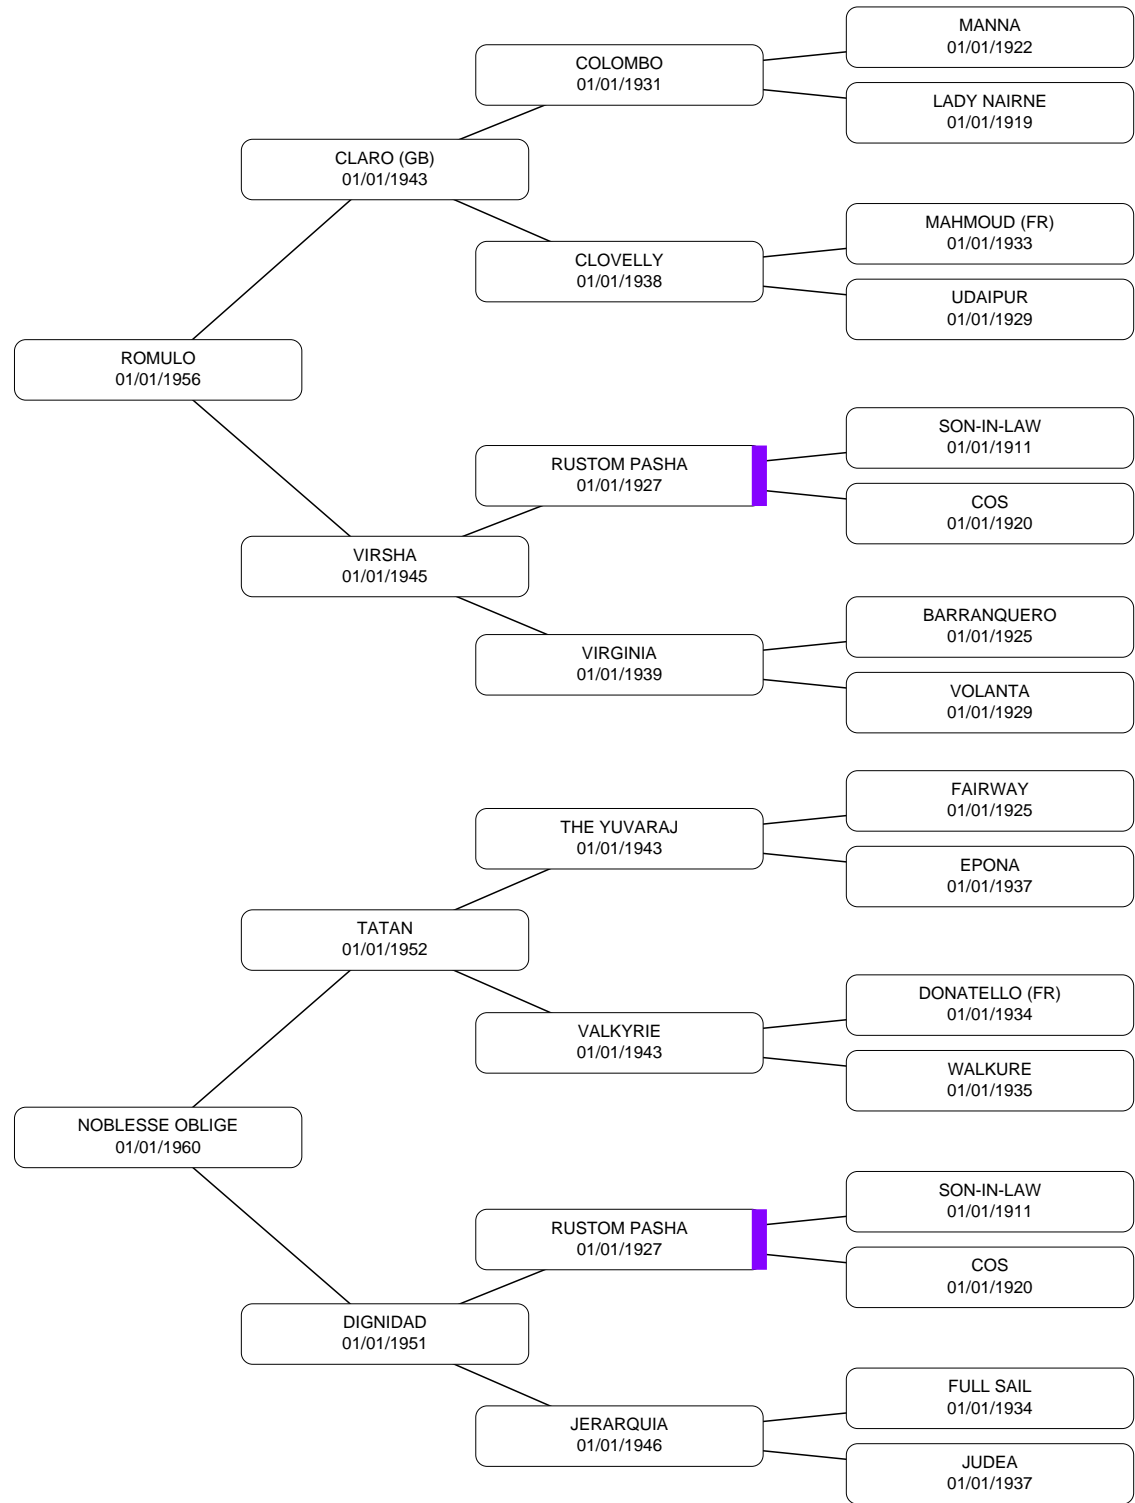 MANNA
01/01/1922
COLOMBO
01/01/1931
LADY NAIRNE
01/01/1919
CLARO (GB)
01/01/1943
MAHMOUD (FR)
01/01/1933
CLOVELLY
01/01/1938
UDAIPUR
01/01/1929
ROMULO
01/01/1956
SON-IN-LAW
01/01/1911
RUSTOM PASHA
01/01/1927
COS
01/01/1920
VIRSHA
01/01/1945
BARRANQUERO
01/01/1925
VIRGINIA
01/01/1939
VOLANTA
01/01/1929
FAIRWAY
01/01/1925
THE YUVARAJ
01/01/1943
EPONA
01/01/1937
TATAN
01/01/1952
DONATELLO (FR)
01/01/1934
VALKYRIE
01/01/1943
WALKURE
01/01/1935
NOBLESSE OBLIGE
01/01/1960
SON-IN-LAW
01/01/1911
RUSTOM PASHA
01/01/1927
COS
01/01/1920
DIGNIDAD
01/01/1951
FULL SAIL
01/01/1934
JERARQUIA
01/01/1946
JUDEA
01/01/1937